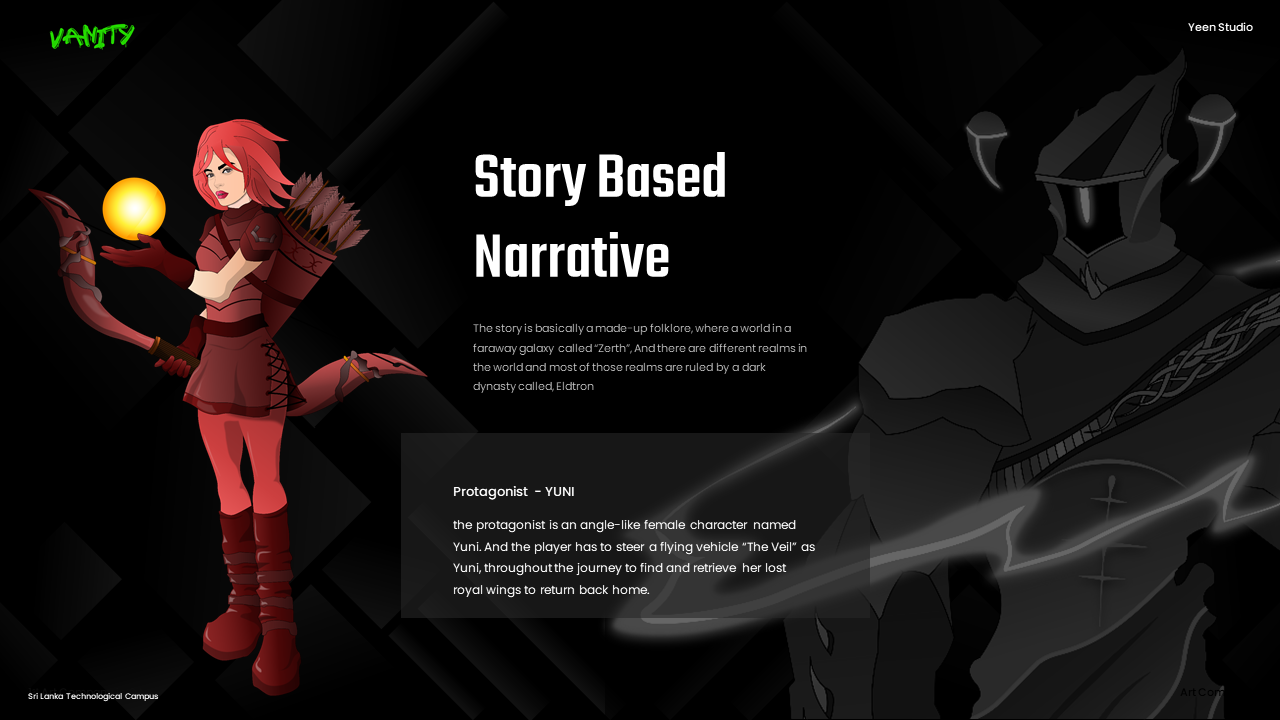 VANITY
Yeen Studio
Story Based
Narrative
The story is basically a made-up folklore, where a world in a
faraway galaxy called “Zerth”, And there are different realms in
the world and most of those realms are ruled by a dark
dynasty called, Eldtron
Protagonist - YUNI
the protagonist is an angle-like female character named
Yuni. And the player has to steer a flying vehicle “The Veil” as
Yuni, throughout the journey to find and retrieve her lost
royal wings to return back home.
Sri Lanka Technological Campus
Art